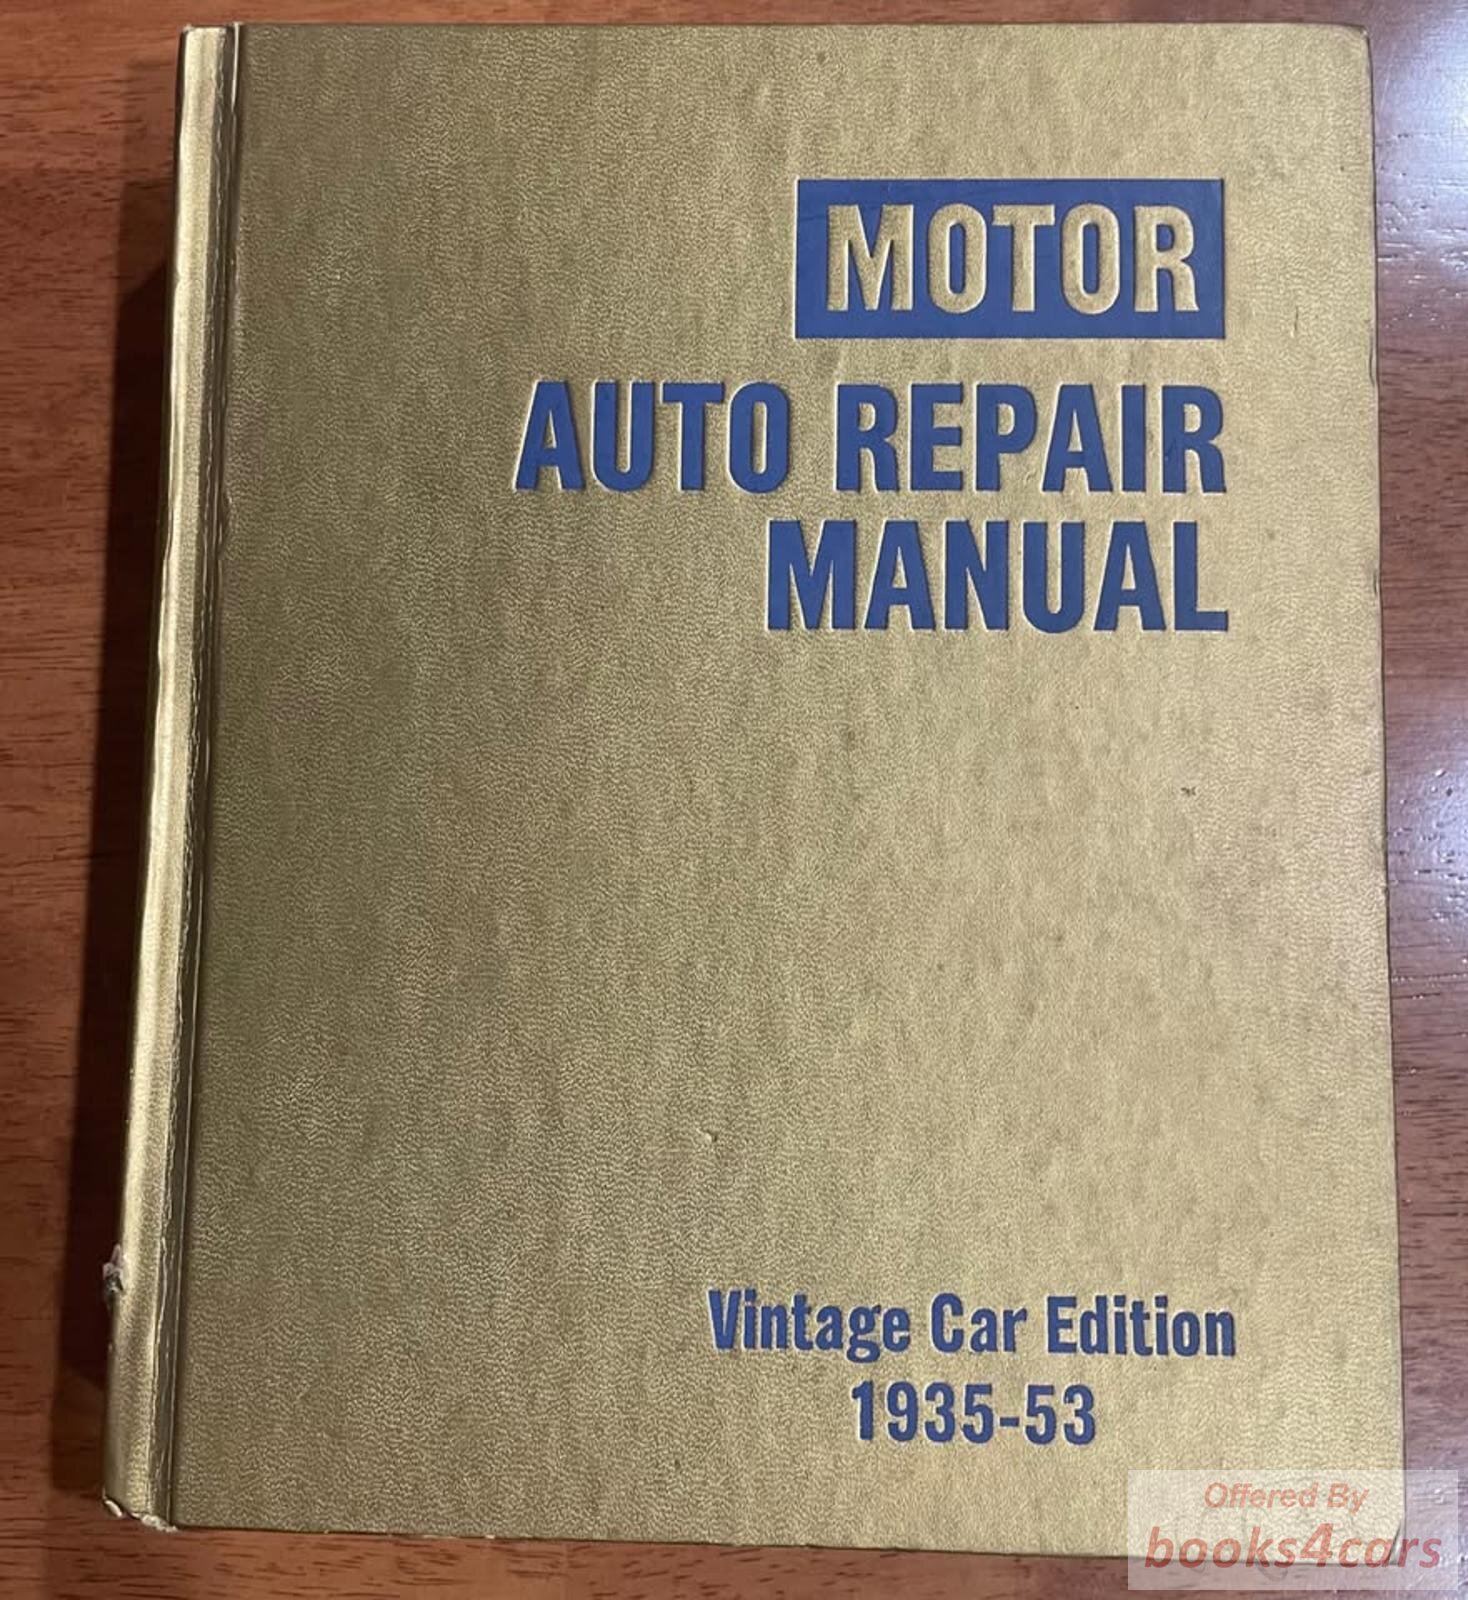 MOTOR
AUTO REPAIR
MANUAL
Vintage Car Edition
1935-53
Offered By
books4cars